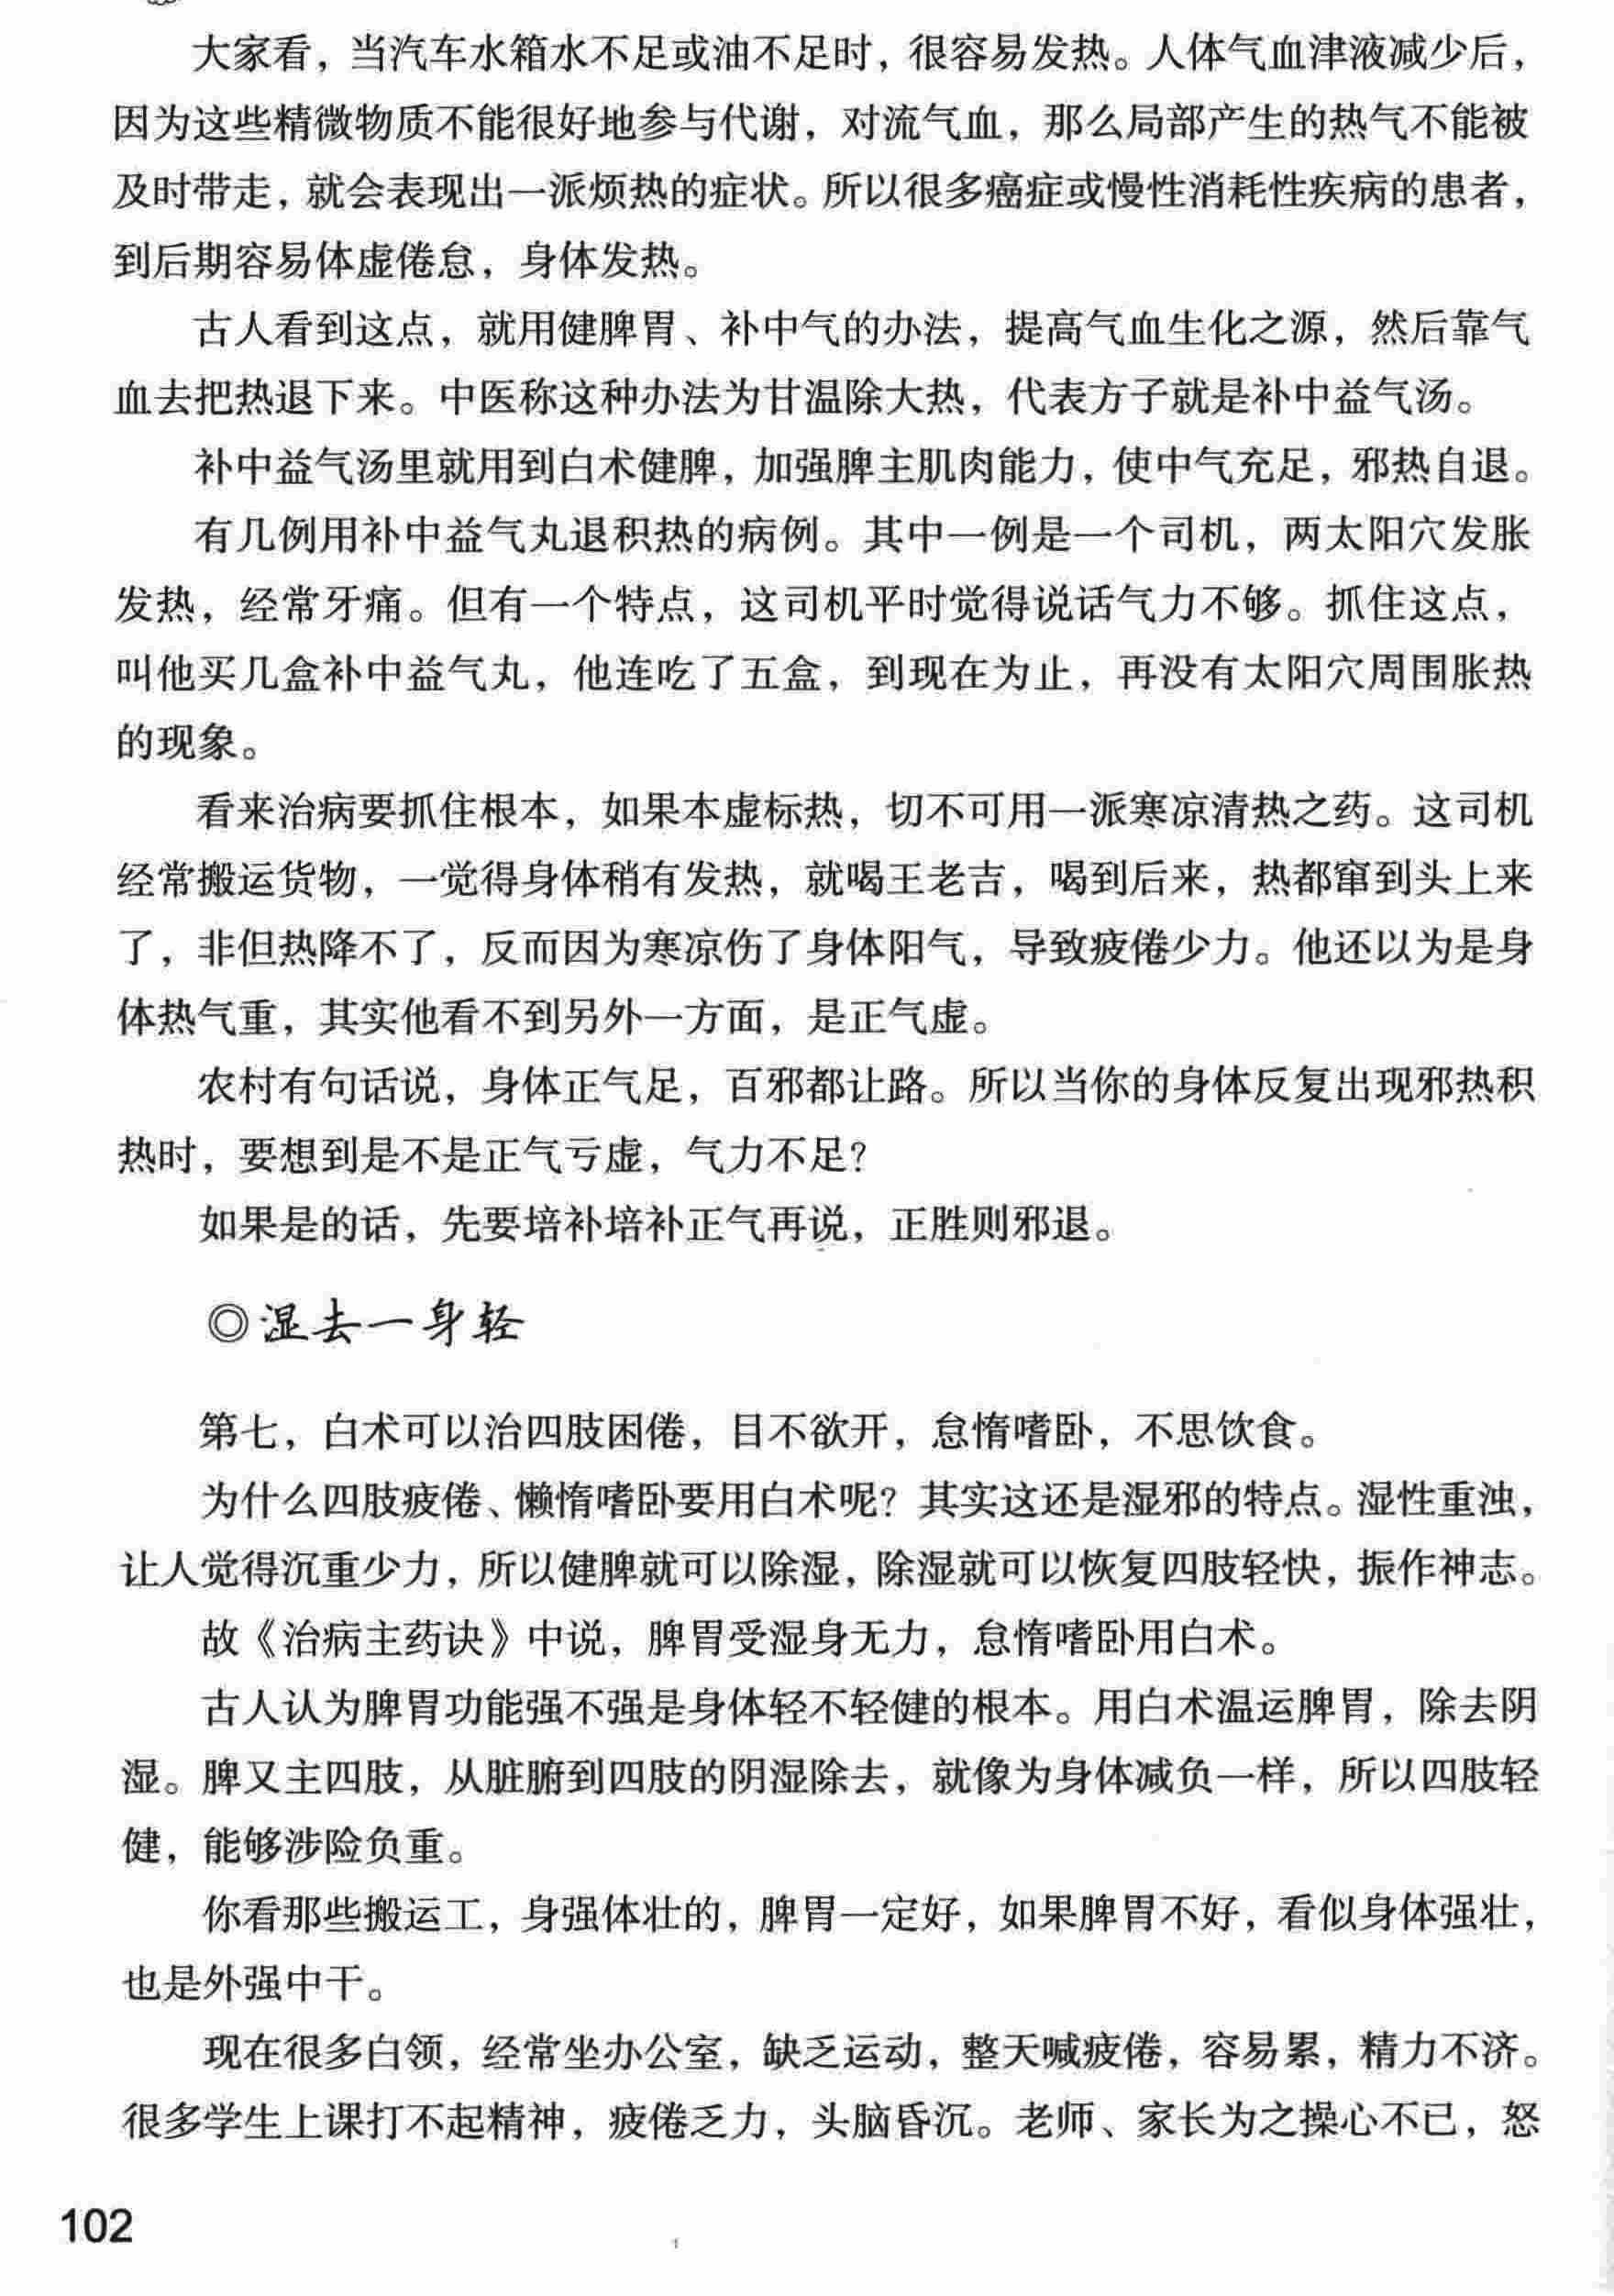 大家看，当汽车水箱水不足或油不足时，很容易发热。人体气血津液减少后，
因为这些精微物质不能很好地参与代谢，对流气血，那么局部产生的热气不能被
及时带走，就会表现出一派烦热的症状。所以很多癌症或慢性消耗性疾病的患者，
到后期容易体虚倦怠，身体发热。
古人看到这点，就用健脾胃、补中气的办法，提高气血生化之源，然后靠气
血去把热退下来。中医称这种办法为甘温除大热，代表方子就是补中益气汤。
补中益气汤里就用到白术健脾，加强脾主肌肉能力，使中气充足，邪热自退。
有几例用补中益气丸退积热的病例。其中一例是一个司机，两太阳穴发胀
发热，经常牙痛。但有一个特点，这司机平时觉得说话气力不够。抓住这点，
叫他买几盒补中益气丸，他连吃了五盒，到现在为止，再没有太阳穴周围胀热
的现象。
看来治病要抓住根本，如果本虚标热，切不可用一派寒凉清热之药。这司机
经常搬运货物，一觉得身体稍有发热，就喝王老吉，喝到后来，热都窜到头上来
了，非但热降不了，反而因为寒凉伤了身体阳气，导致疲倦少力。他还以为是身
体热气重，其实他看不到另外一方面，是正气虚。
农村有句话说，身体正气足，百邪都让路。所以当你的身体反复出现邪热积
热时，要想到是不是正气亏虚，气力不足？
如果是的话，先要培补培补正气再说，正胜则邪退。
◎湿去一身轻
第七，白术可以治四肢困倦，目不欲开，怠惰嗜卧，不思饮食。
为什么四肢疲倦、懒惰嗜卧要用白术呢？其实这还是湿邪的特点。湿性重浊，
让人觉得沉重少力，所以健脾就可以除湿，除湿就可以恢复四肢轻快，振作神志。
故《治病主药诀》中说，脾胃受湿身无力，怠惰嗜卧用白术。
古人认为脾胃功能强不强是身体轻不轻健的根本。用白术温运脾胃，除去阴
湿。脾又主四肢，从脏腑到四肢的阴湿除去，就像为身体减负一样，所以四肢轻
健，能够涉险负重。
你看那些搬运工，身强体壮的，脾胃一定好，如果脾胃不好，看似身体强壮，
也是外强中干。
现在很多白领，经常坐办公室，缺乏运动，整天喊疲倦，容易累，精力不济。
很多学生上课打不起精神，疲倦乏力，头脑昏沉。老师、家长为之操心不已，怒
102